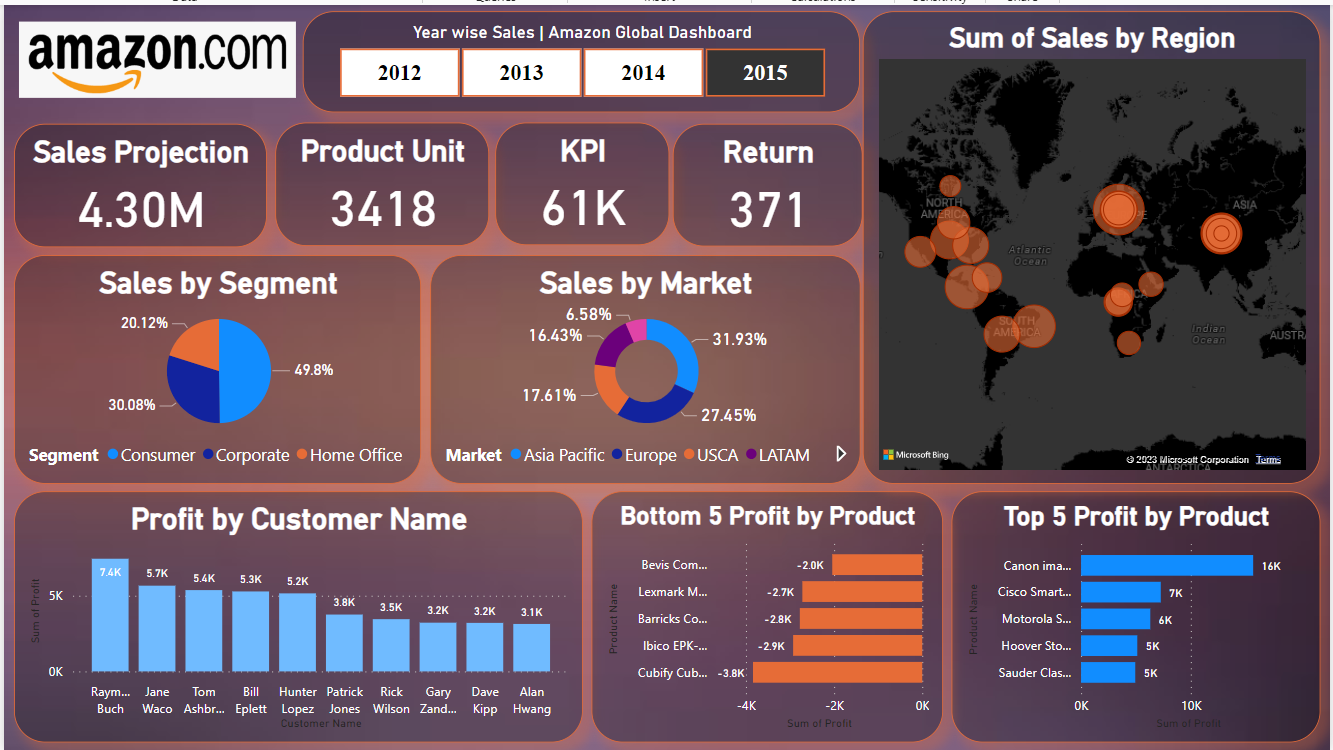 amazon.com
Year wise Sales | Amazon Global Dashboard
2012
2013
2014
2015
Sales Projection
4.30M
Product Unit
3418
KPI
61K
Return
371
Sum of Sales by Region
NORTH
AMERICA
Atlantic
Ocean
ASIA
SOUTH
AMERICA
Indian
Ocean
AUSTR
Microsoft Bing
© 2023 Microsoft Corporation Terms
ANTARCTICA
Sales by Segment
20.12%
49.8%
30.08%
Segment Consumer Corporate Home Office
Sales by Market
6.58%
16.43%
31.93%
17.61%
27.45%
Market Asia Pacific Europe USCA LATAM
Profit by Customer Name
Sum of Profit
5K
0K
7.4K
5.7K
5.4K
5.3K
5.2K
3.8K
3.5K
3.2K
3.2K
3.1K
Raym... Buch
Jane Waco
Tom Ashbr...
Bill Eplett
Hunter Lopez
Patrick Jones
Rick Wilson
Gary Zand...
Dave Kipp
Alan Hwang
Customer Name
Bottom 5 Profit by Product
Product Name
Bevis Com... -2.0K
Lexmark M... -2.7K
Barricks Co... -2.8K
Ibico EPK-... -2.9K
Cubify Cub... -3.8K
-4K -2K 0K
Sum of Profit
Top 5 Profit by Product
Product Name
Canon ima... 16K
Cisco Smart... 7K
Motorola S... 6K
Hoover Sto... 5K
Sauder Clas... 5K
0K 10K
Sum of Profit